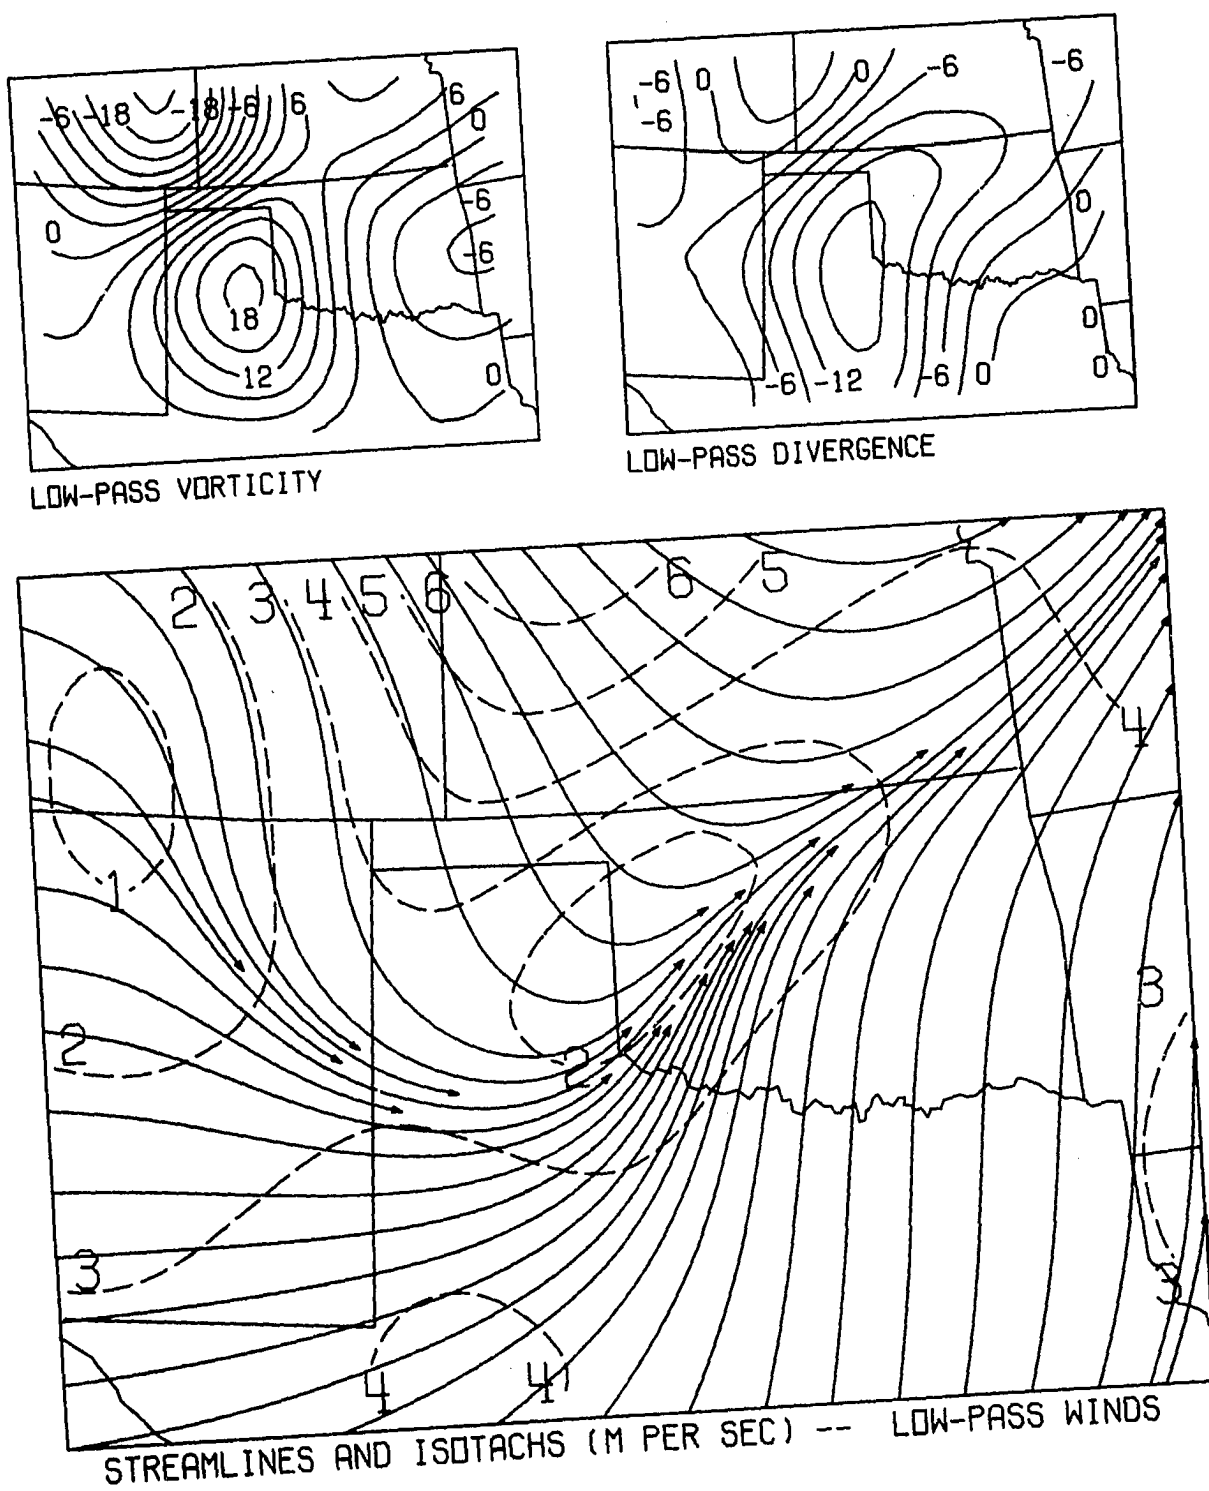 -6 -18 -18 -6 6 6
0
-6
0
-6
18
12
0
LOW-PASS VORTICITY
-6 0 0 -6 -6
-6
0
0
-6 -12 -6 0 0
LOW-PASS DIVERGENCE
2 3 4 5 6 6 5
4
1
3
2
2
3
3
4 4
STREAMLINES AND ISOTACHS (M PER SEC) -- LOW-PASS WINDS